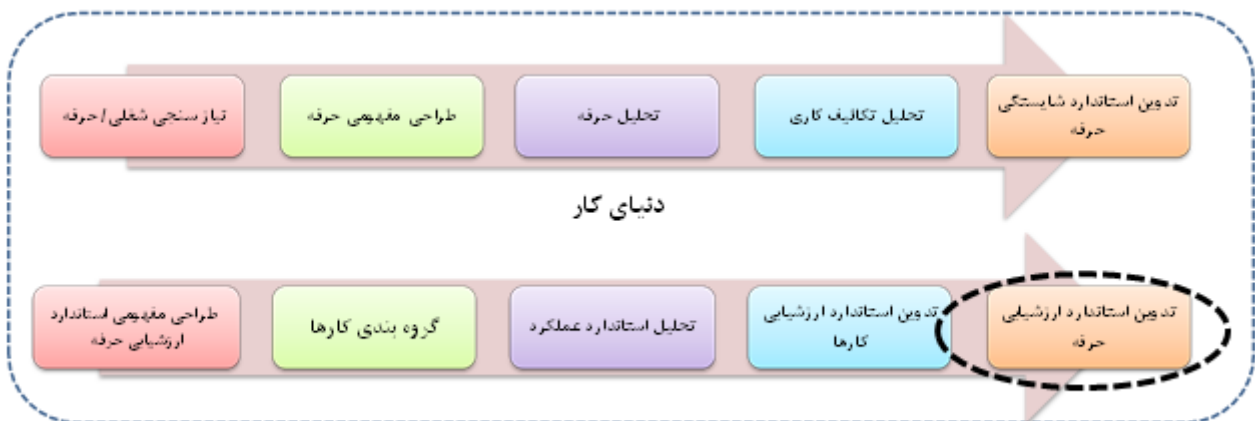 نیاز سنجی شغلی/حرفه
طراحی مفهومی حرفه
تحلیل حرفه
تحلیل تکالیف کاری
تدوین استاندارد شایستگی
حرفه
دنیای کار
طراحی مفهومی استاندارد
ارزشیابی حرفه
گروه بندی کارها
تحلیل استاندارد عملکرد
تدوین استاندارد ارزشیابی
کارها
تدوین استاندارد ارزشیابی
حرفه